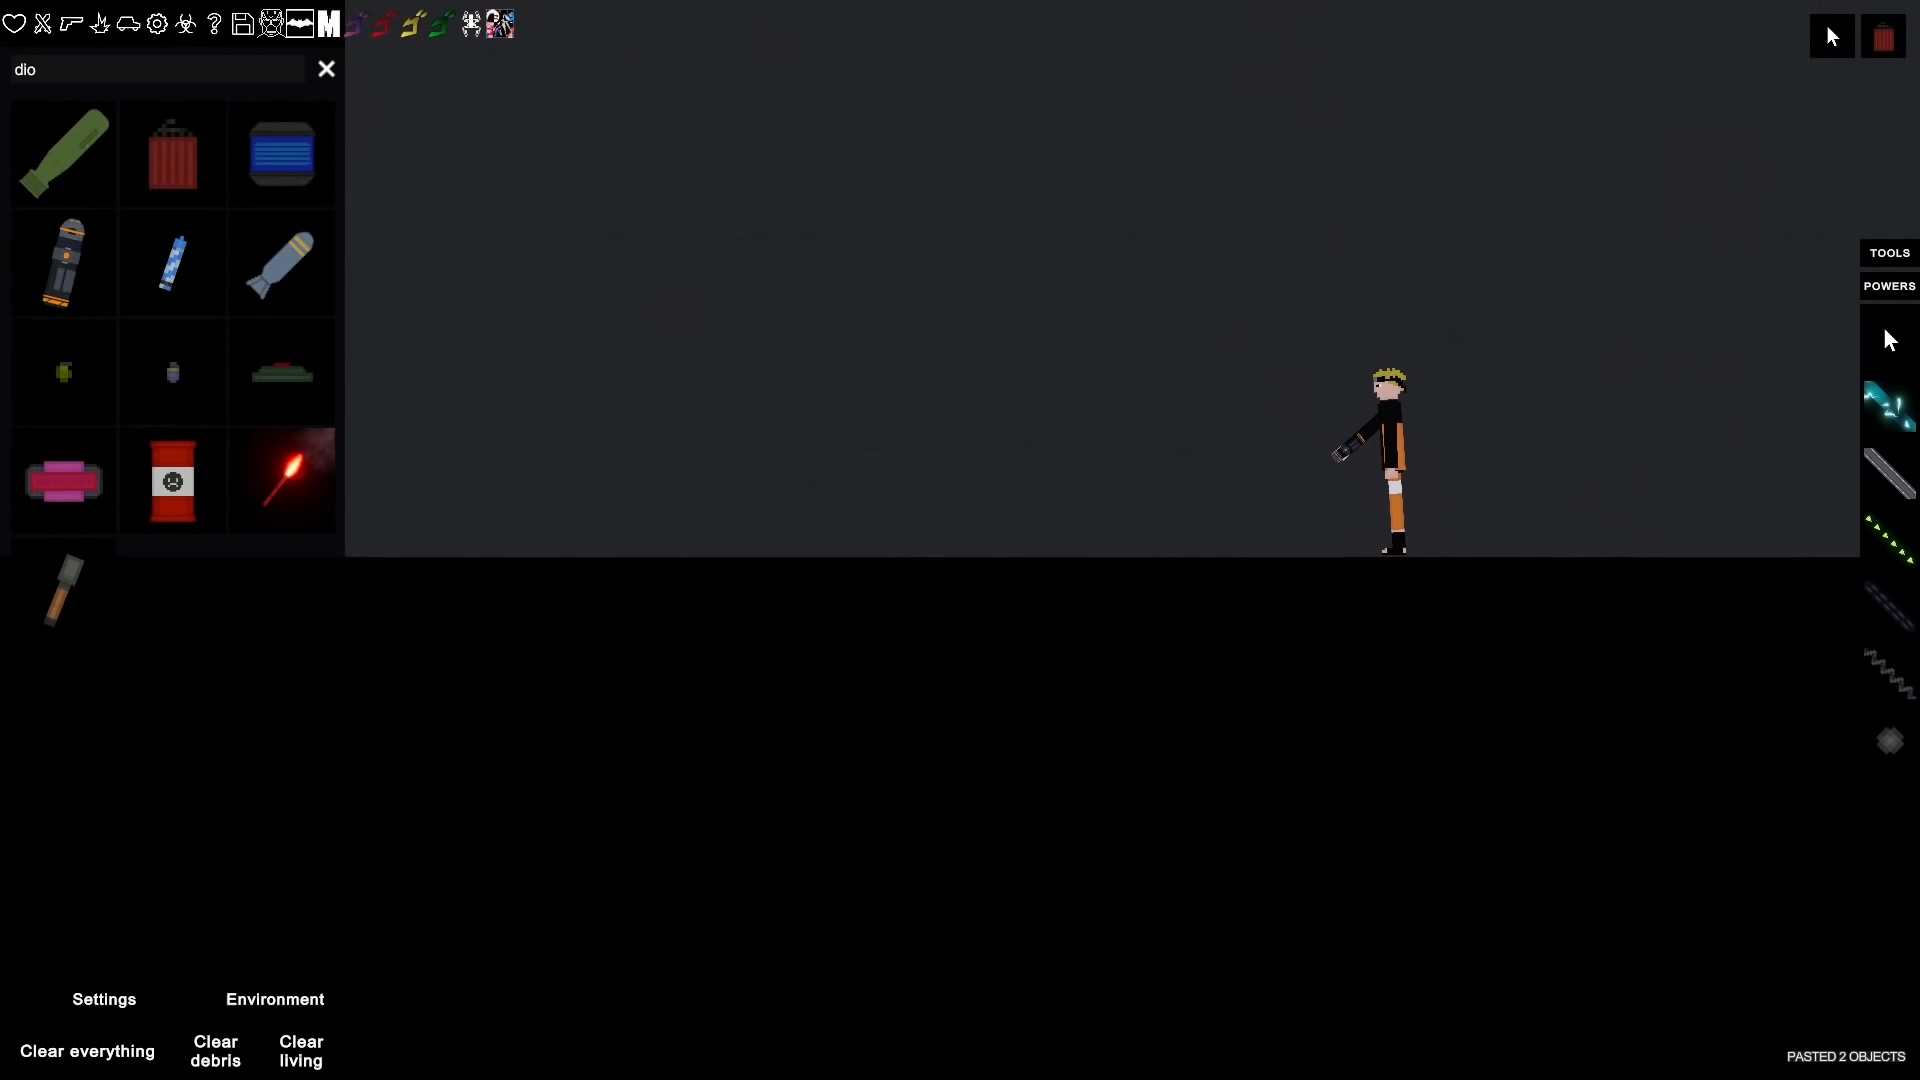 dio
TOOLS
POWERS
Settings
Environment
Clear everything
Clear
debris
Clear
living
PASTED 2 OBJECTS